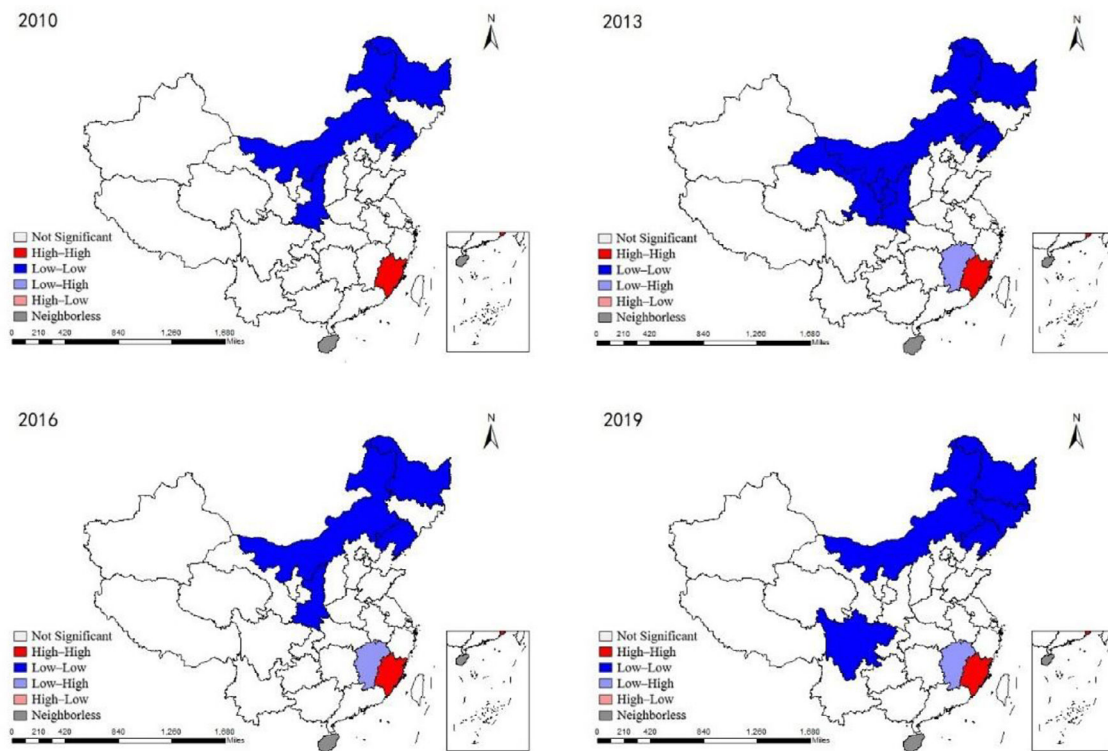 2010
N
Not Significant
High–High
Low–Low
Low–High
High–Low
Neighborless
0 210 420 840 1,260 1,680
Miles
2013
N
Not Significant
High–High
Low–Low
Low–High
High–Low
Neighborless
0 210 420 840 1,260 1,680
Miles
2016
N
Not Significant
High–High
Low–Low
Low–High
High–Low
Neighborless
0 210 420 840 1,260 1,680
Miles
2019
N
Not Significant
High–High
Low–Low
Low–High
High–Low
Neighborless
0 210 420 840 1,260 1,680
Miles